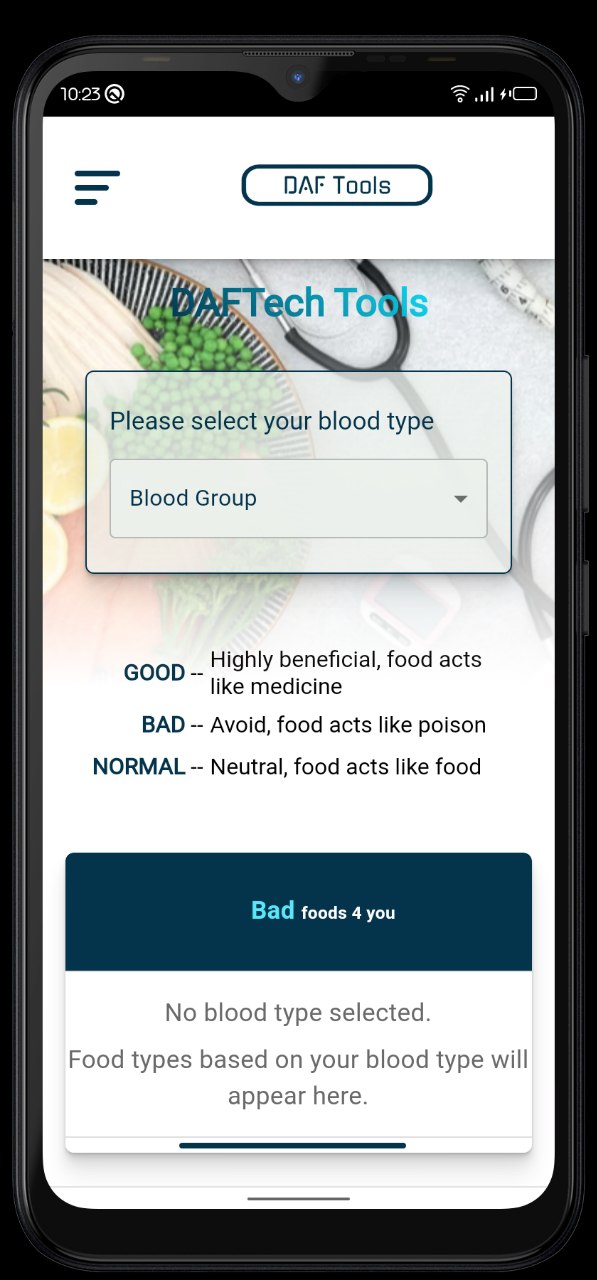 10:23
DAF Tools
DAFTech Tools
Please select your blood type
Blood Group
GOOD -- Highly beneficial, food acts
like medicine
BAD -- Avoid, food acts like poison
NORMAL -- Neutral, food acts like food
Bad foods 4 you
No blood type selected.
Food types based on your blood type will
appear here.